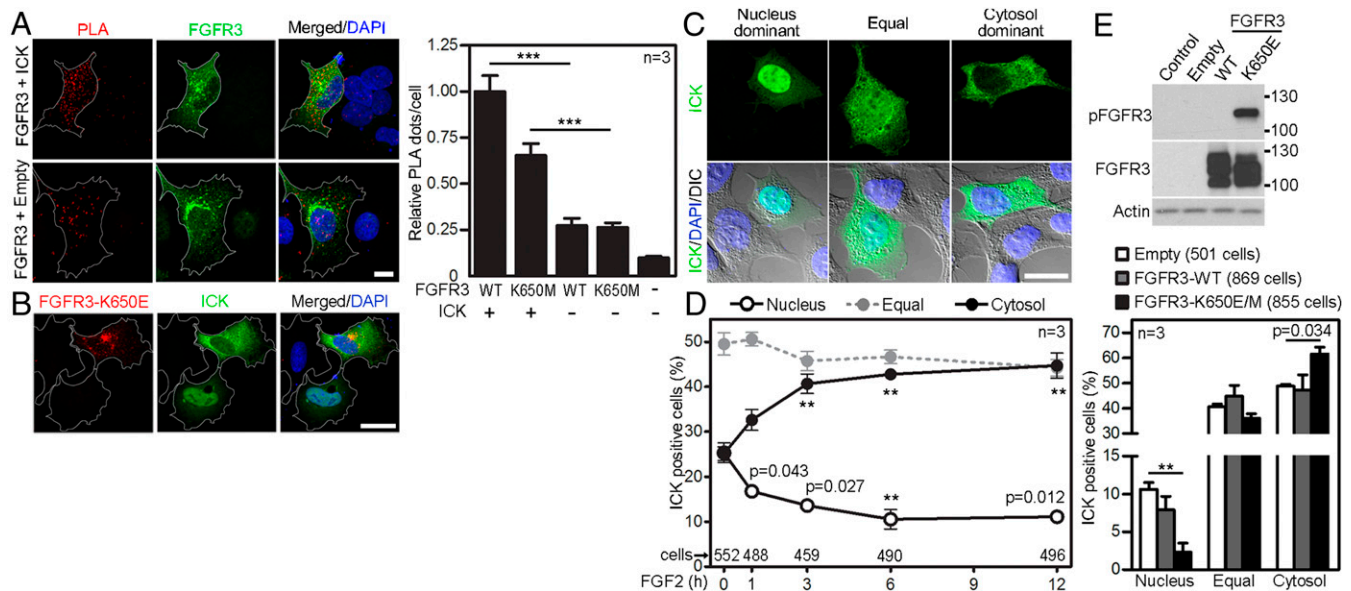 A
PLA
FGFR3
Merged/DAPI
FGFR3 + ICK
FGFR3 + Empty
Relative PLA dots/cell
1.25
1.00
0.75
0.50
0.25
0
***
***
n=3
FGFR3 WT K650M WT K650M -
ICK + + - - -
B
FGFR3-K650E
ICK
Merged/DAPI
C
Nucleus dominant
Equal
Cytosol dominant
ICK
ICK/DAPI/DIC
D
Nucleus
Equal
Cytosol
n=3
ICK positive cells (%)
60
50
40
30
20
10
0
**
**
**
p=0.043
p=0.027
**
p=0.012
cells→ 552 488 459 490 496
0 1 3 6 9 12
FGF2 (h)
E
FGFR3
Control
Empty
WT
K650E
pFGFR3
130
100
FGFR3
130
100
Actin
Empty (501 cells)
FGFR3-WT (869 cells)
FGFR3-K650E/M (855 cells)
n=3
p=0.034
ICK positive cells (%)
70
60
50
40
30
10
5
0
**
Nucleus
Equal
Cytosol